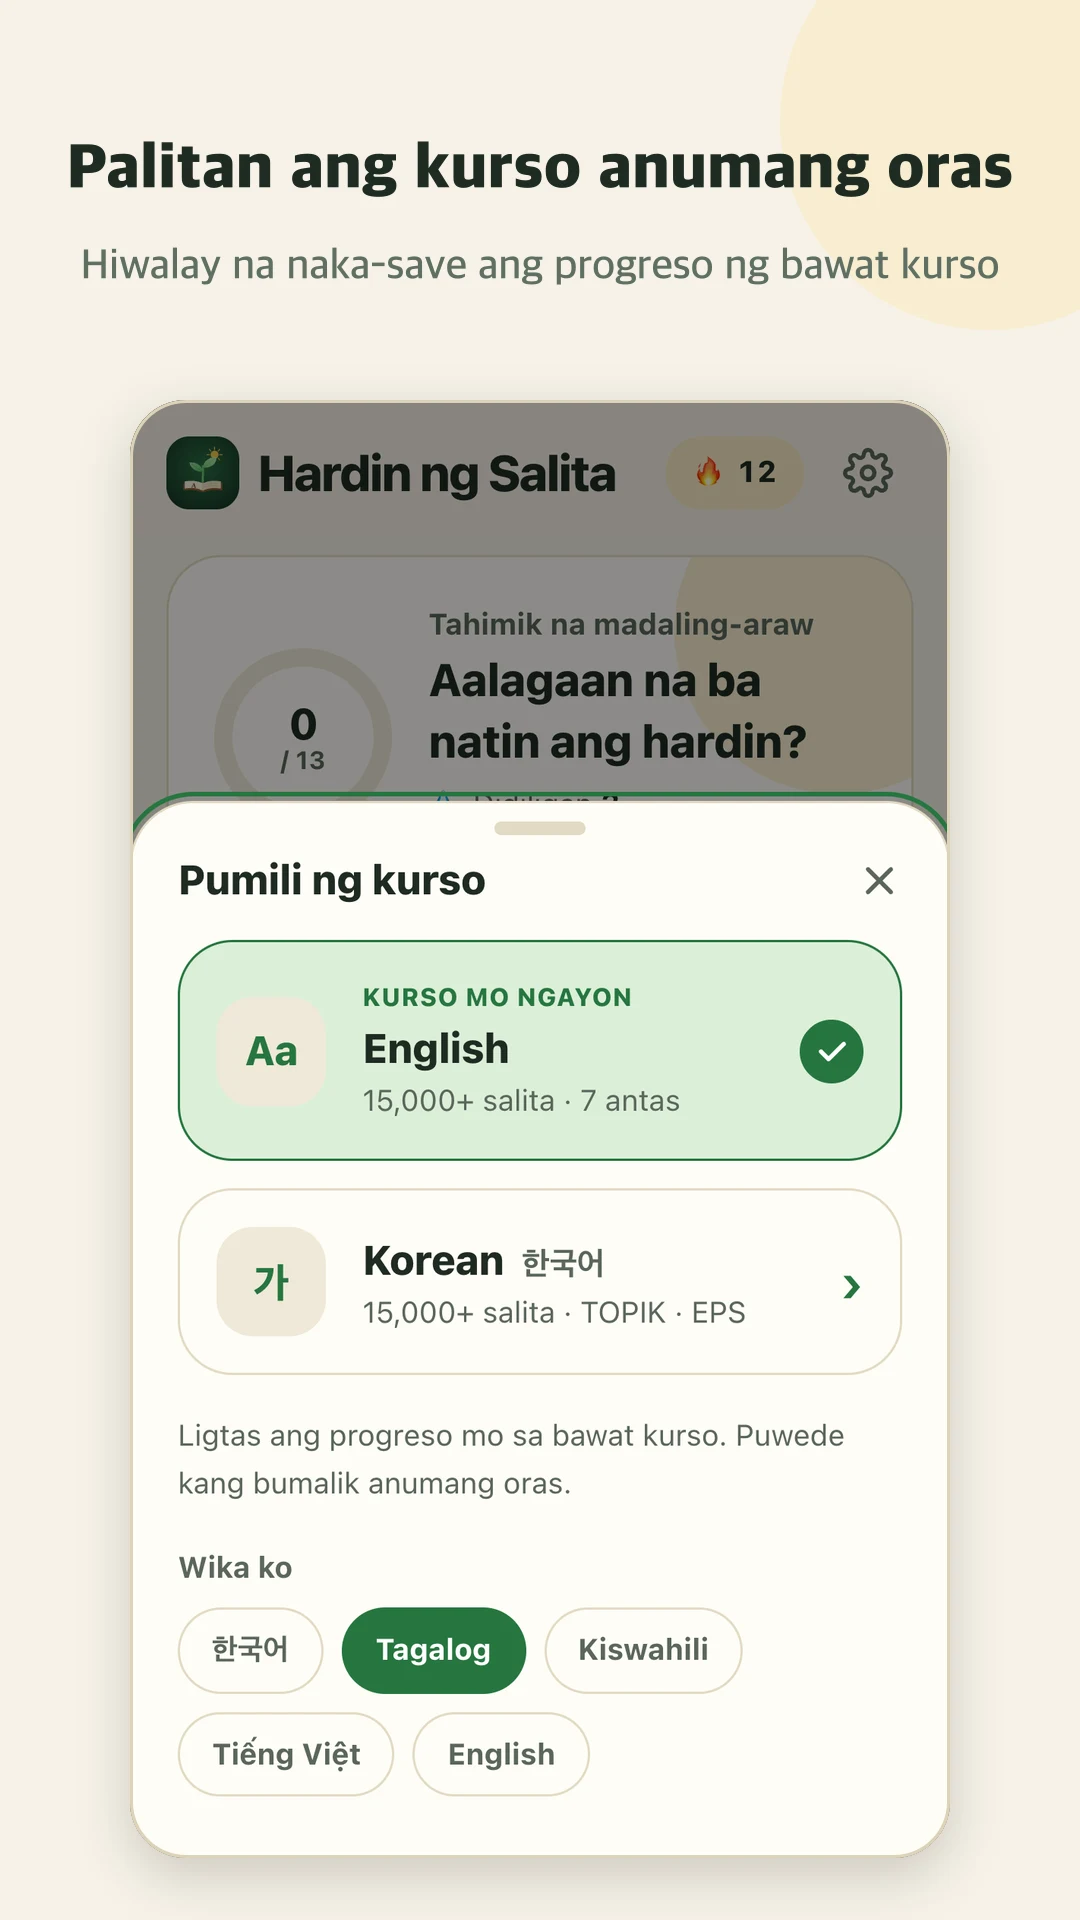 Palitan ang kurso anumang oras
Hiwalay na naka-save ang progreso ng bawat kurso
Hardin ng Salita
12
Tahimik na madaling-araw
Aalagaan na ba
natin ang hardin?
0
/ 13
Pumili ng kurso
KURSO MO NGAYON
Aa
English
15,000+ salita · 7 antas
가
Korean 한국어
15,000+ salita · TOPIK · EPS
Ligtas ang progreso mo sa bawat kurso. Puwede
kang bumalik anumang oras.
Wika ko
한국어
Tagalog
Kiswahili
Tiếng Việt
English